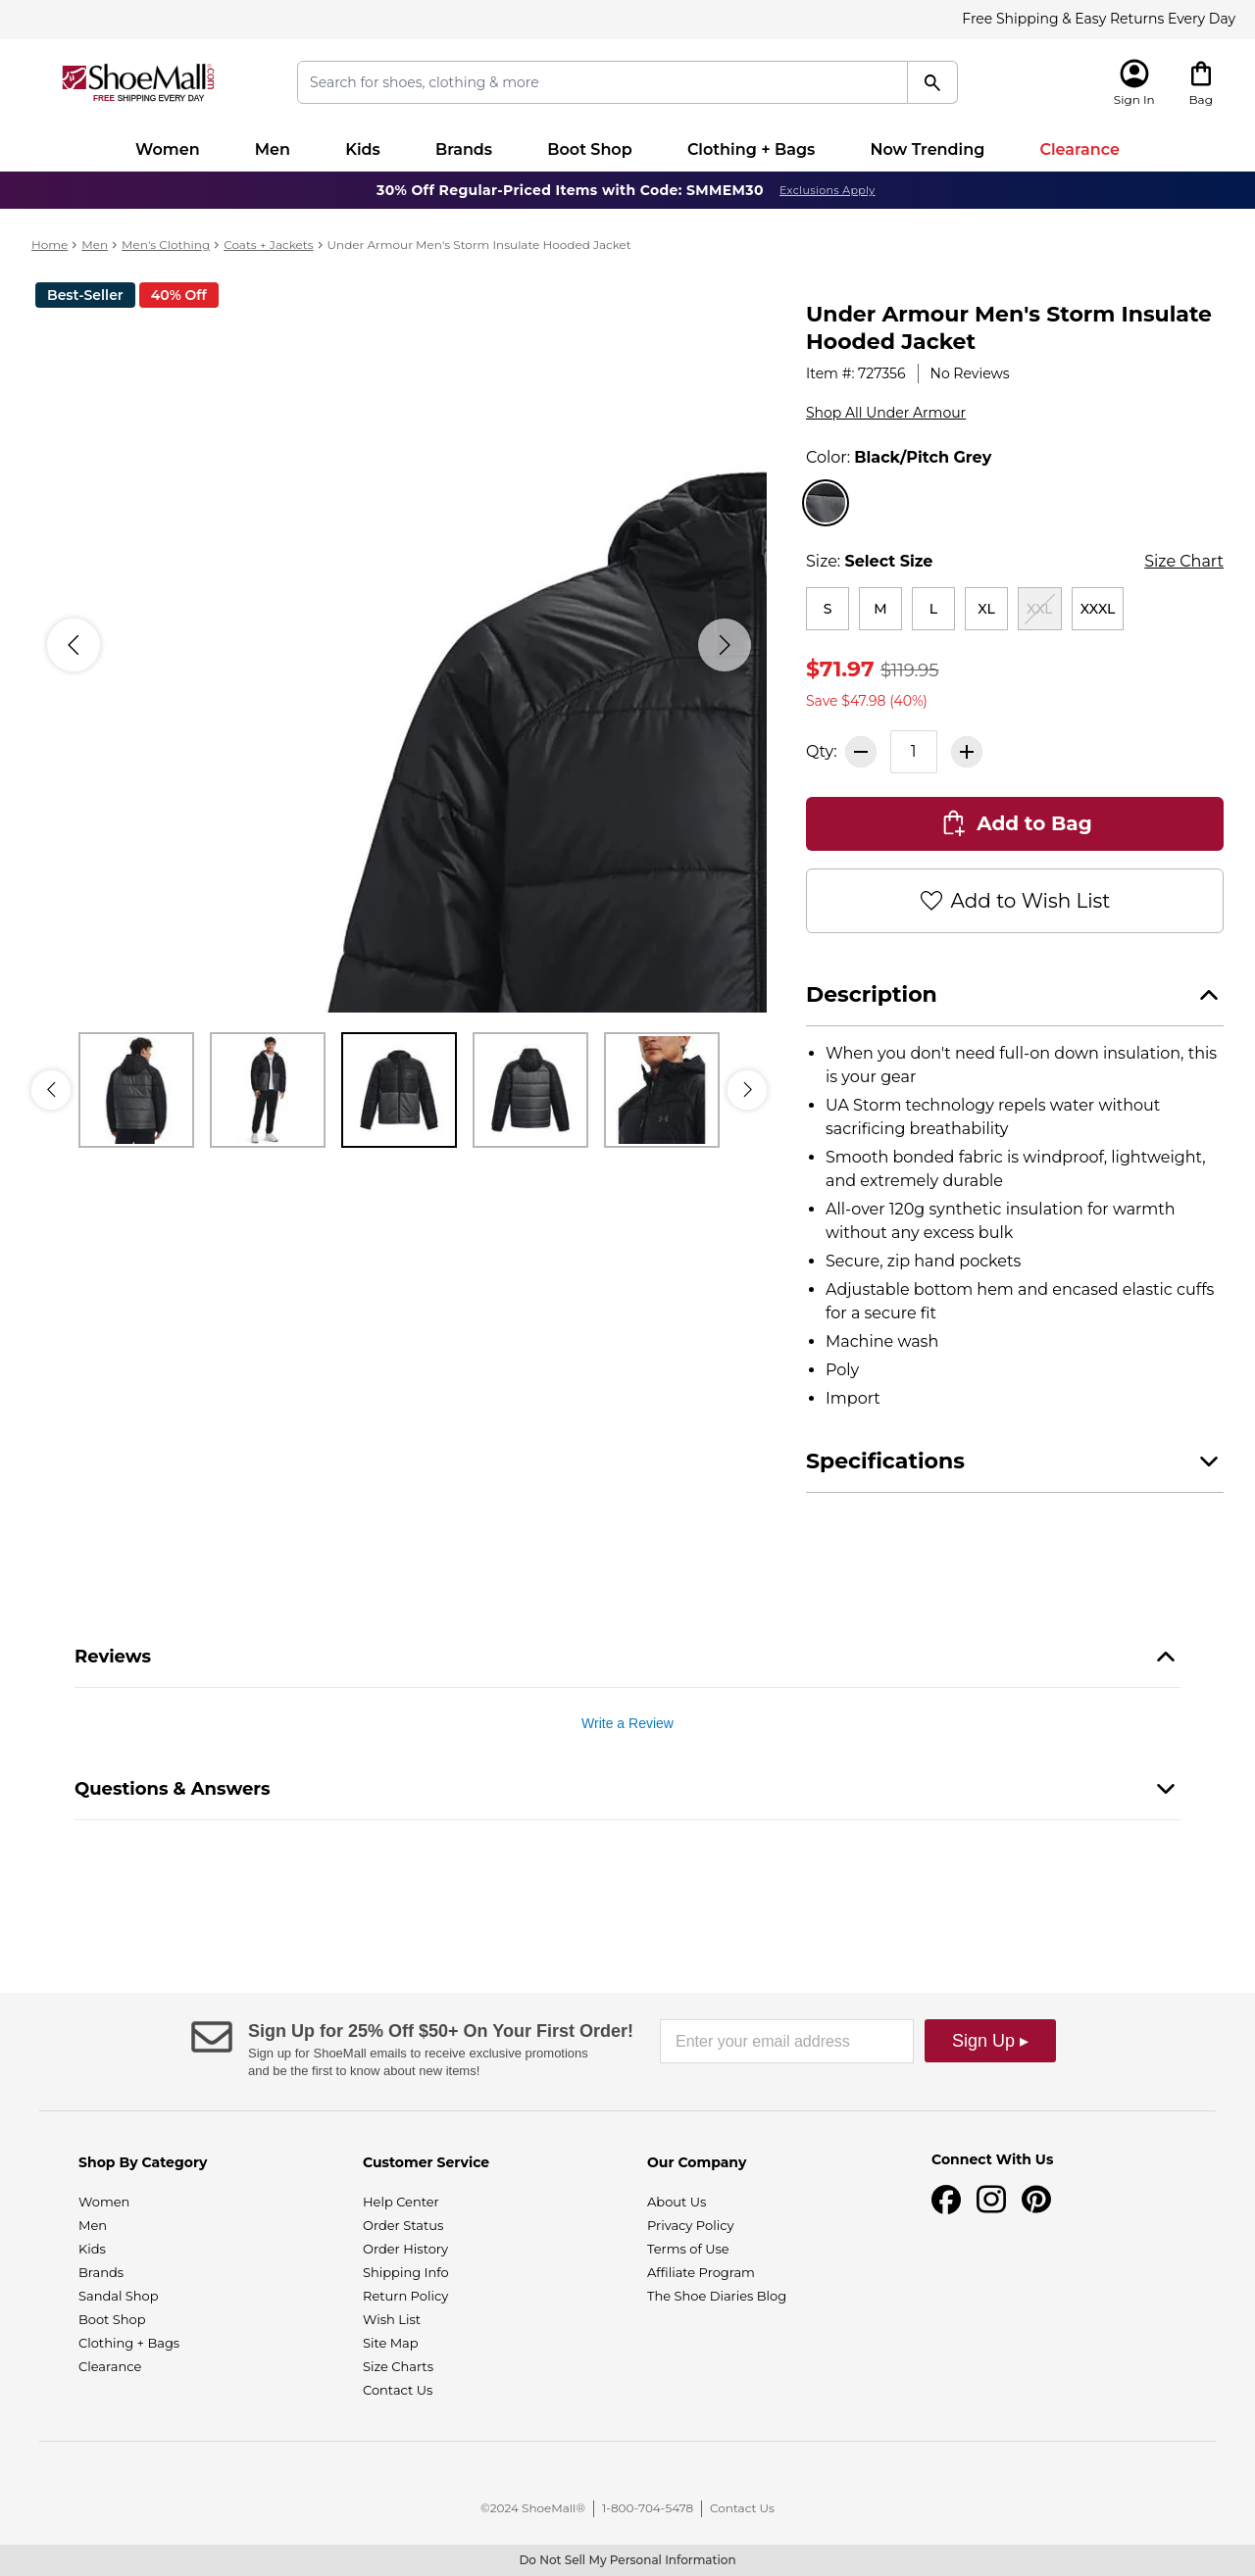 Free Shipping & Easy Returns Every Day
ShoeMall.com
FREE SHIPPING EVERY DAY
Search for shoes, clothing & more
Sign In
Bag
Women
Men
Kids
Brands
Boot Shop
Clothing + Bags
Now Trending
Clearance
30% Off Regular-Priced Items with Code: SMMEM30 Exclusions Apply
Home > Men > Men's Clothing > Coats + Jackets > Under Armour Men's Storm Insulate Hooded Jacket
Best-Seller
40% Off
Under Armour Men's Storm Insulate
Hooded Jacket
Item #: 727356 | No Reviews
Shop All Under Armour
Color: Black/Pitch Grey
Size: Select Size
Size Chart
S
M
L
XL
XXL
XXXL
$71.97 $119.95
Save $47.98 (40%)
Qty: 1
Add to Bag
Add to Wish List
Description
• When you don't need full-on down insulation, this
is your gear
• UA Storm technology repels water without
sacrificing breathability
• Smooth bonded fabric is windproof, lightweight,
and extremely durable
• All-over 120g synthetic insulation for warmth
without any excess bulk
• Secure, zip hand pockets
• Adjustable bottom hem and encased elastic cuffs
for a secure fit
• Machine wash
• Poly
• Import
Specifications
Reviews
Write a Review
Questions & Answers
Sign Up for 25% Off $50+ On Your First Order!
Sign up for ShoeMall emails to receive exclusive promotions
and be the first to know about new items!
Enter your email address
Sign Up ▸
Shop By Category
Women
Men
Kids
Brands
Sandal Shop
Boot Shop
Clothing + Bags
Clearance
Customer Service
Help Center
Order Status
Order History
Shipping Info
Return Policy
Wish List
Site Map
Size Charts
Contact Us
Our Company
About Us
Privacy Policy
Terms of Use
Affiliate Program
The Shoe Diaries Blog
Connect With Us
©2024 ShoeMall® | 1-800-704-5478 | Contact Us
Do Not Sell My Personal Information